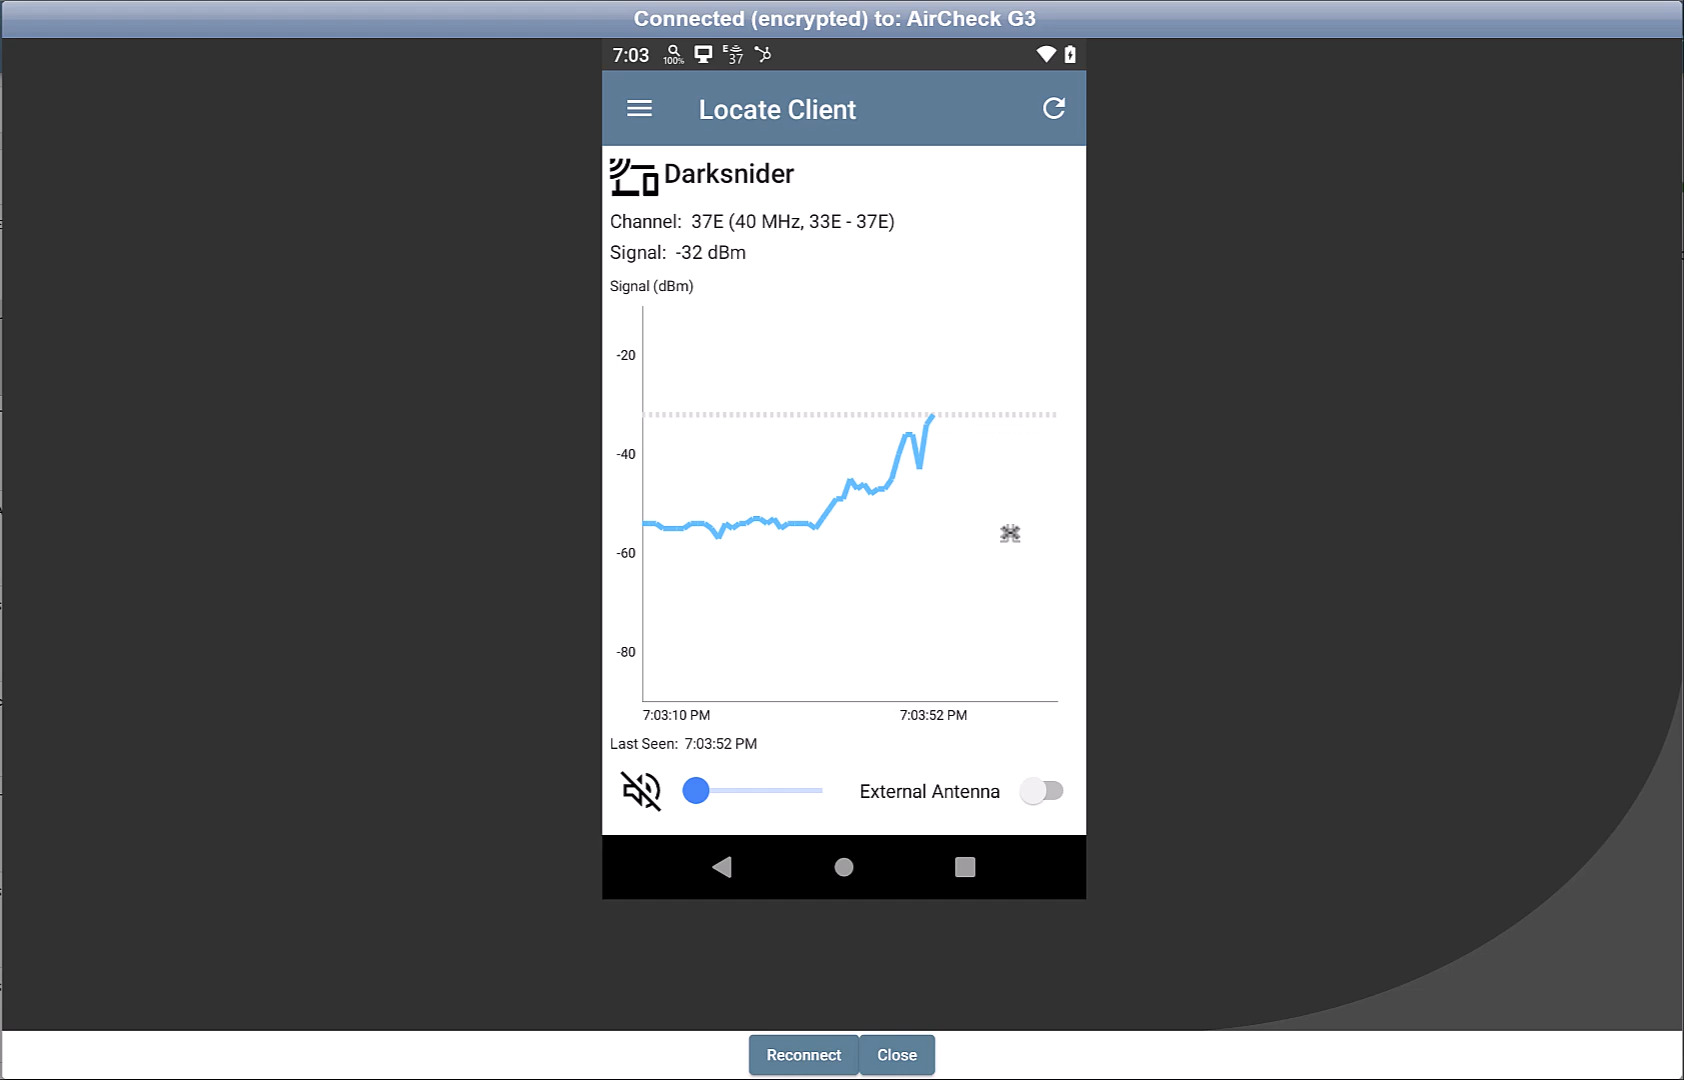 Connected (encrypted) to: AirCheck G3
7:03 100% E 37
Locate Client
Darksnider
Channel: 37E (40 MHz, 33E - 37E)
Signal: -32 dBm
Signal (dBm)
-20
-40
-60
-80
7:03:10 PM 7:03:52 PM
Last Seen: 7:03:52 PM
External Antenna
Reconnect Close